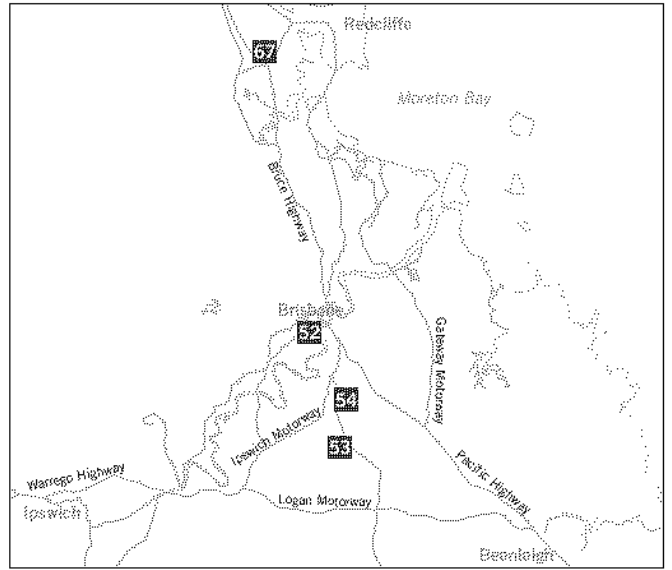 Redcliffe
67
Moreton Bay
Bruce Highway
Brisbane
52
Gateway Motorway
54
Ipswich Motorway
53
Pacific Highway
Warrego Highway
Logan Motorway
Ipswich
Beenleigh